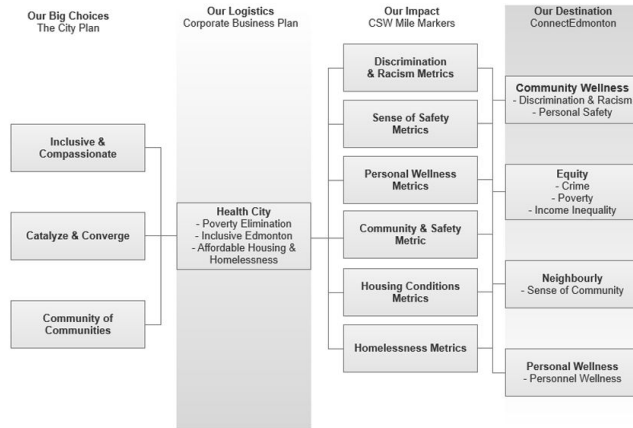 Our Big Choices
The City Plan
Inclusive &
Compassionate
Catalyze & Converge
Community of
Communities
Our Logistics
Corporate Business Plan
Health City
- Poverty Elimination
- Inclusive Edmonton
- Affordable Housing &
Homelessness
Our Impact
CSW Mile Markers
Discrimination
& Racism Metrics
Sense of Safety
Metrics
Personal Wellness
Metrics
Community & Safety
Metric
Housing Conditions
Metrics
Homelessness Metrics
Our Destination
ConnectEdmonton
Community Wellness
- Discrimination & Racism
- Personal Safety
Equity
- Crime
- Poverty
- Income Inequality
Neighbourly
- Sense of Community
Personal Wellness
- Personnel Wellness